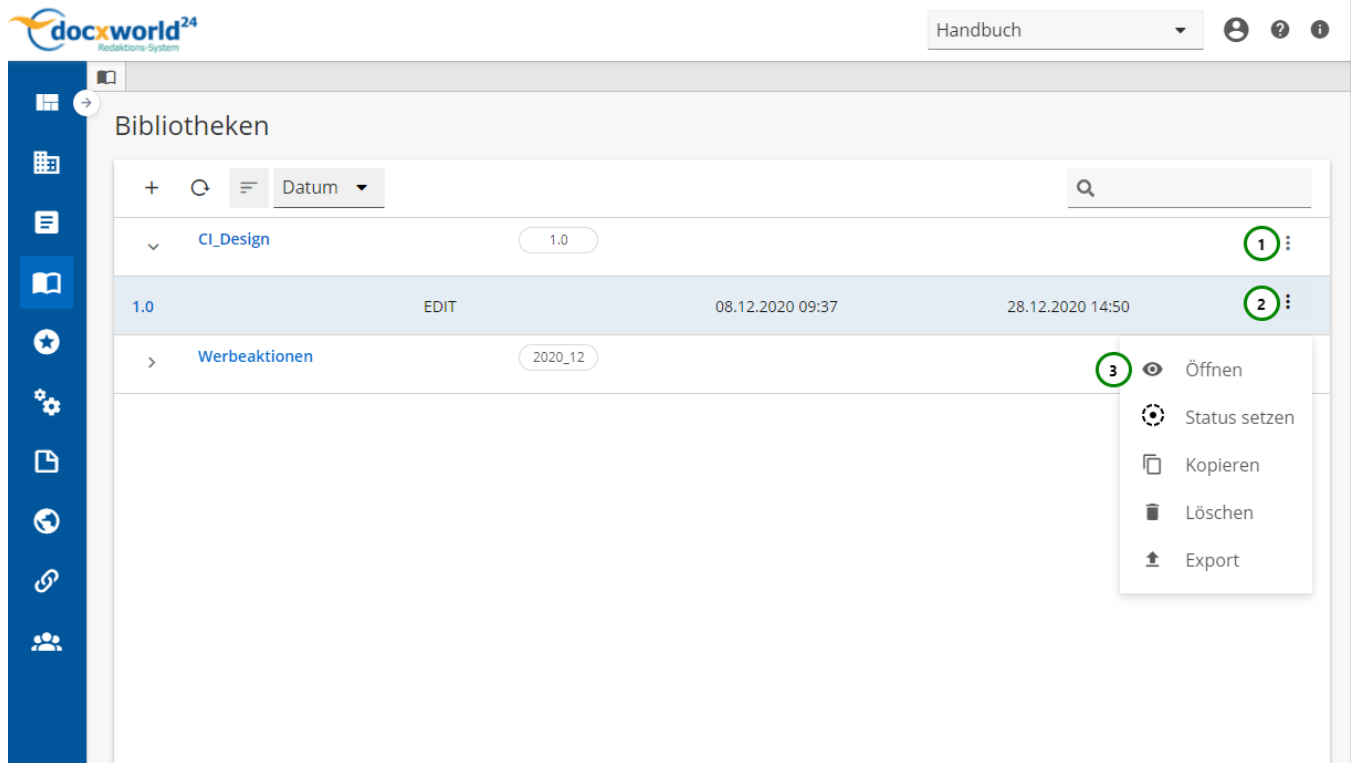 docxworld24
Redaktions-System
Handbuch
Bibliotheken
Datum
CI_Design 1.0 1
1.0 EDIT 08.12.2020 09:37 28.12.2020 14:50 2
Werbeaktionen 2020_12
3 Öffnen
Status setzen
Kopieren
Löschen
Export